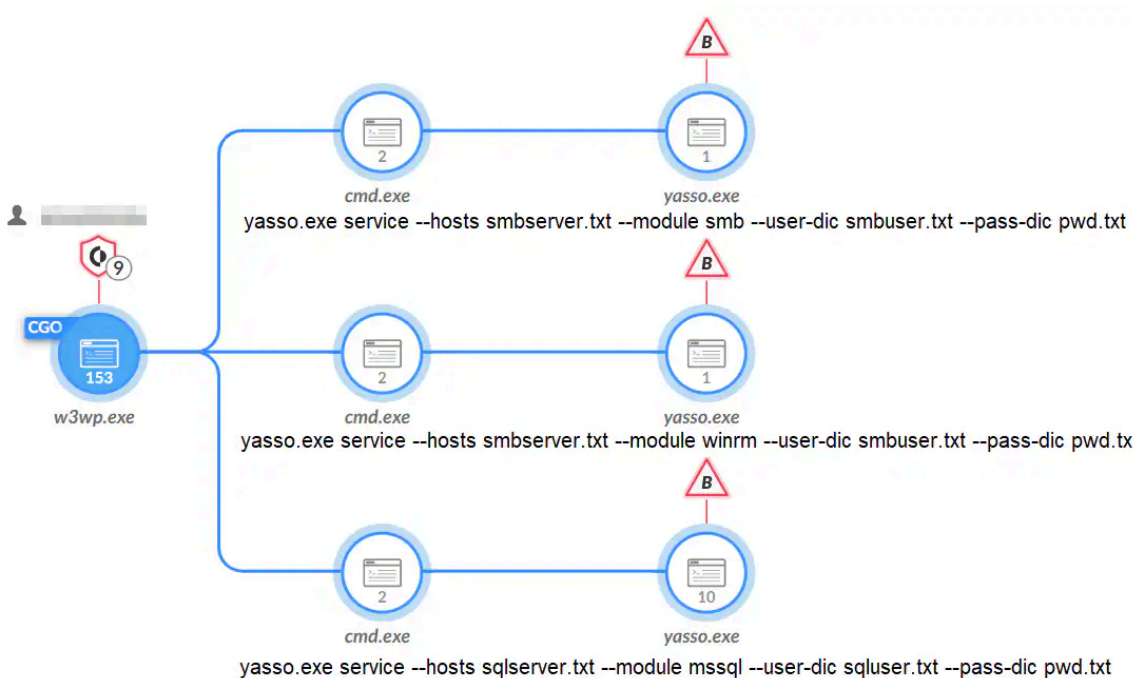 B
2
1
cmd.exe
yasso.exe
yasso.exe service --hosts smbserver.txt --module smb --user-dic smbuser.txt --pass-dic pwd.txt
9
B
CGO
153
2
1
w3wp.exe
cmd.exe
yasso.exe
yasso.exe service --hosts smbserver.txt --module winrm --user-dic smbuser.txt --pass-dic pwd.tx
B
2
10
cmd.exe
yasso.exe
yasso.exe service --hosts sqlserver.txt --module mssql --user-dic sqluser.txt --pass-dic pwd.txt